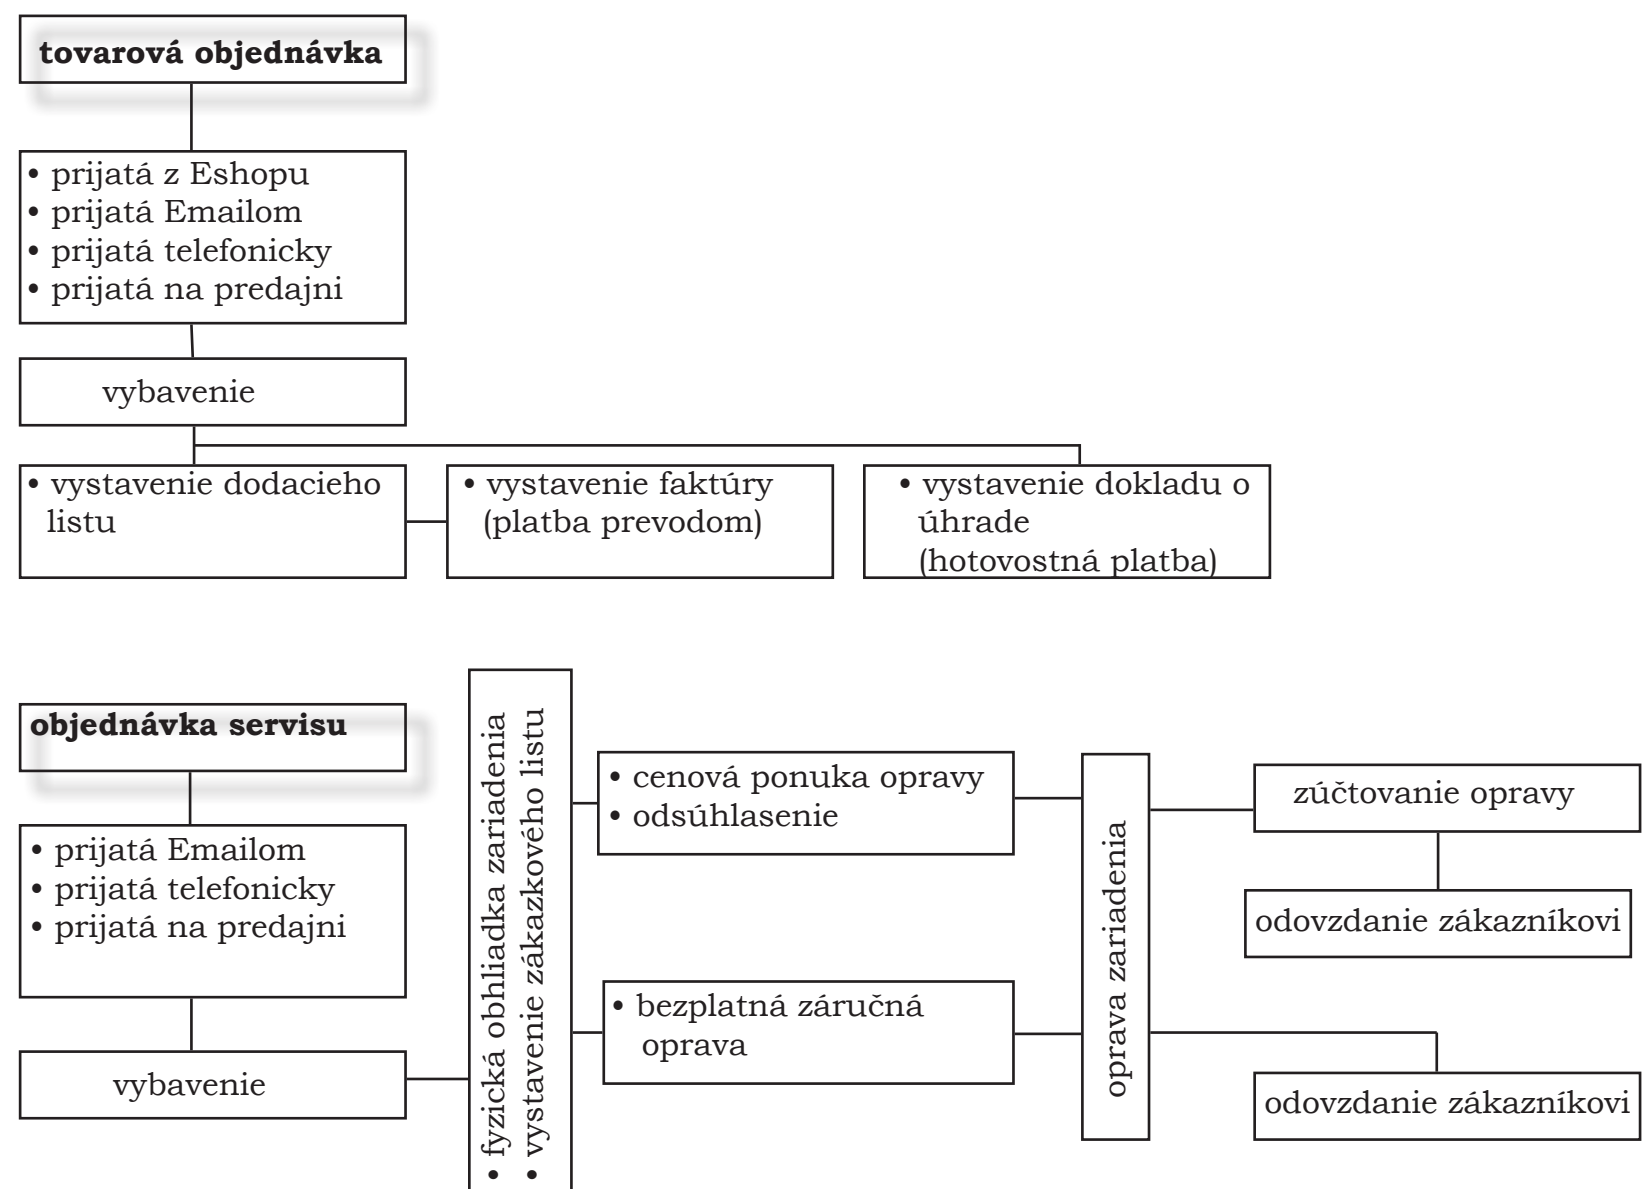 tovarová objednávka
• prijatá z Eshopu
• prijatá Emailom
• prijatá telefonicky
• prijatá na predajni
vybavenie
• vystavenie dodacieho
listu
• vystavenie faktúry
(platba prevodom)
• vystavenie dokladu o
úhrade
(hotovostná platba)
objednávka servisu
• prijatá Emailom
• prijatá telefonicky
• prijatá na predajni
vybavenie
• fyzická obhliadka zariadenia
• vystavenie zákazkového listu
• cenová ponuka opravy
• odsúhlasenie
• bezplatná záručná
oprava
oprava zariadenia
zúčtovanie opravy
odovzdanie zákazníkovi
odovzdanie zákazníkovi